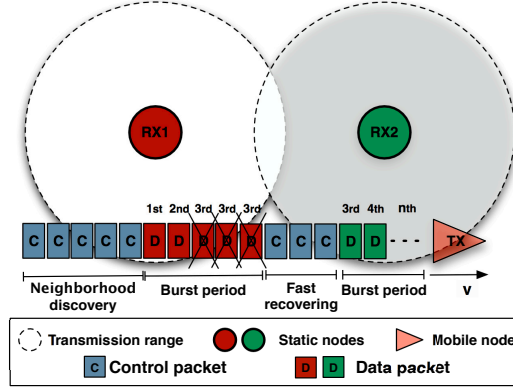 RX1 RX2
1st 2nd 3rd 3rd 3rd 3rd 4th nth
C C C C C D D D D D C C C D D - - - TX
Neighborhood discovery Burst period Fast recovering Burst period v
Transmission range Static nodes Mobile node
C Control packet D D Data packet